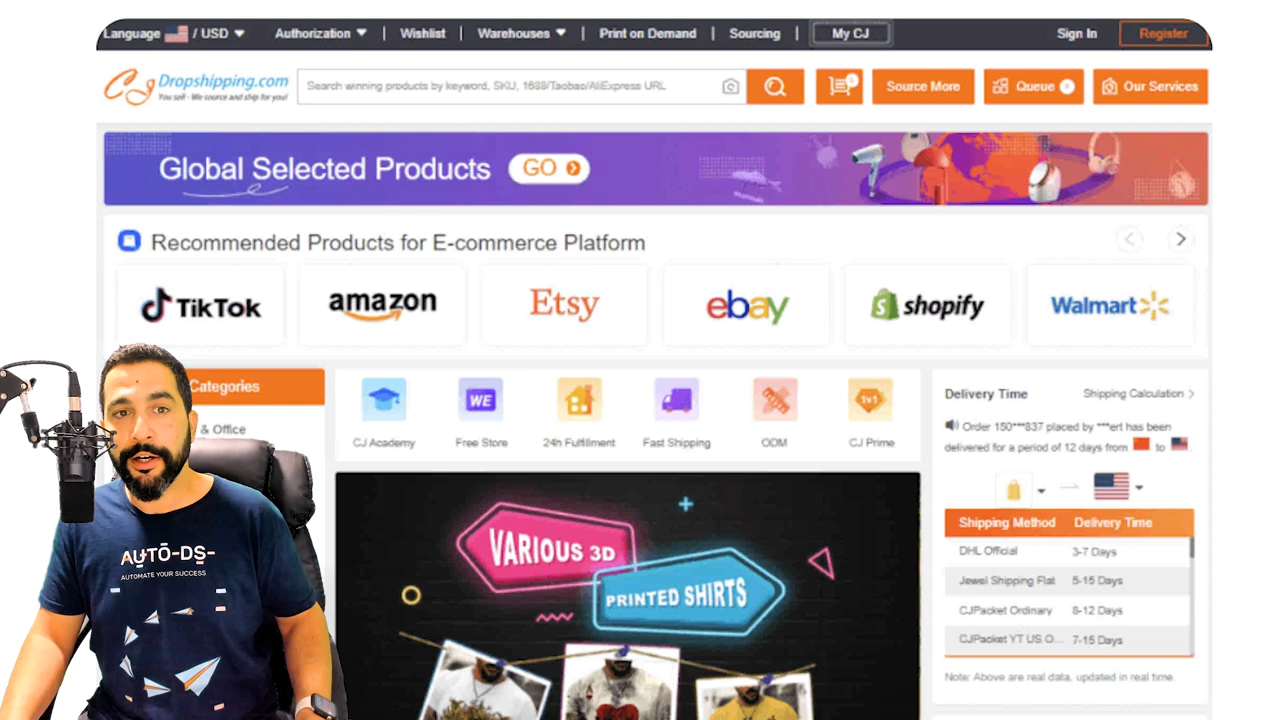 Language / USD Authorization | Wishlist | Warehouses | Print on Demand | Sourcing | My CJ Sign In Register
CJ Dropshipping.com
You sell - We source and ship for you!
Search winning products by keyword, SKU, 1688/Taobao/AliExpress URL
0 Source More Queue Our Services
Global Selected Products GO
Recommended Products for E-commerce Platform
TikTok amazon Etsy ebay shopify Walmart
Categories
& Office
WE 1v1
CJ Academy Free Store 24h Fulfillment Fast Shipping ODM CJ Prime
Delivery Time Shipping Calculation
Order 150***837 placed by ***ert has been
delivered for a period of 12 days from to .
Shipping Method Delivery Time
DHL Official 3-7 Days
Jewel Shipping Flat 5-15 Days
CJPacket Ordinary 8-12 Days
CJPacket YT US O... 7-15 Days
Note: Above are real data, updated in real time.
VARIOUS 3D
PRINTED SHIRTS
AUTO-DS-
AUTOMATE YOUR SUCCESS